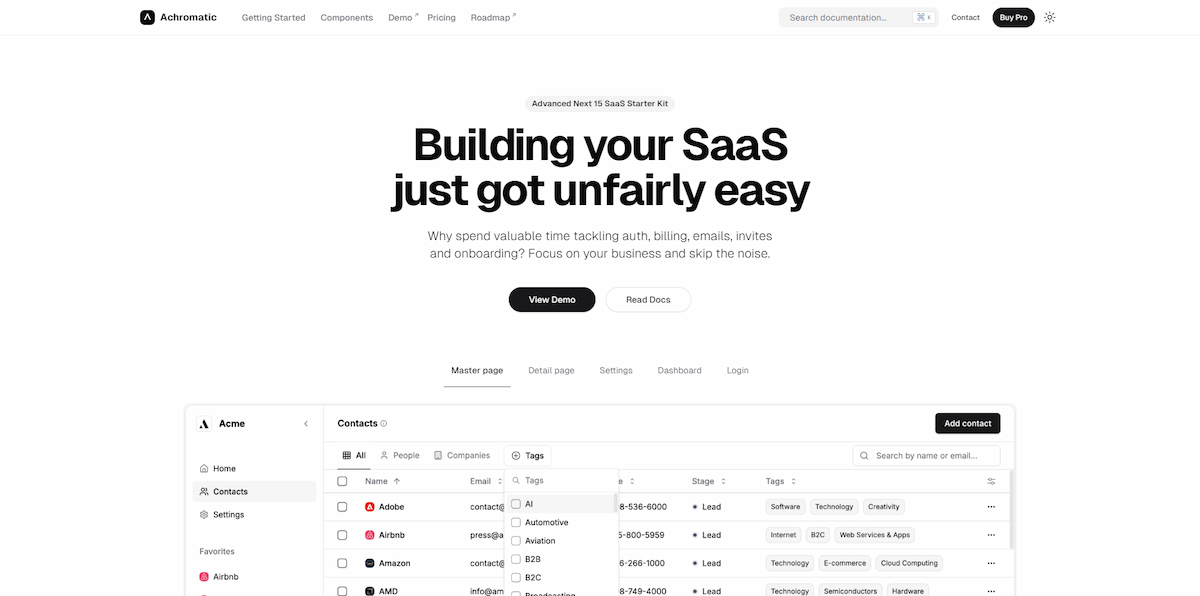 Achromatic
Getting Started
Components
Demo
Pricing
Roadmap
Search documentation...
⌘ K
Contact
Buy Pro
Advanced Next 15 SaaS Starter Kit
Building your SaaS
just got unfairly easy
Why spend valuable time tackling auth, billing, emails, invites
and onboarding? Focus on your business and skip the noise.
View Demo
Read Docs
Master page
Detail page
Settings
Dashboard
Login
Acme
Home
Contacts
Settings
Favorites
Airbnb
Contacts
Add contact
All
People
Companies
Tags
Search by name or email...
Name
Email
Stage
Tags
Tags
AI
Automotive
Aviation
B2B
B2C
Broadcasting
Adobe
contact@
8-536-6000
Lead
Software
Technology
Creativity
Airbnb
press@a
5-800-5959
Lead
Internet
B2C
Web Services & Apps
Amazon
contact@
6-266-1000
Lead
Technology
E-commerce
Cloud Computing
AMD
info@am
8-749-4000
Lead
Technology
Semiconductors
Hardware